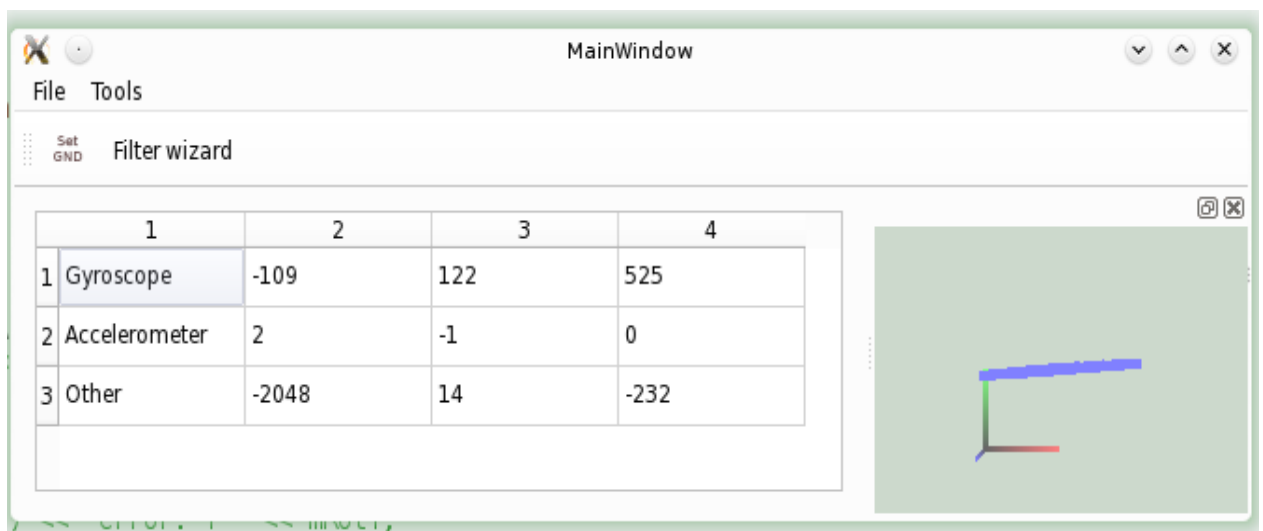 MainWindow
File Tools
Set
GND
Filter wizard
1 2 3 4
1 Gyroscope -109 122 525
2 Accelerometer 2 -1 0
3 Other -2048 14 -232